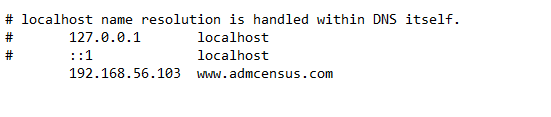 # localhost name resolution is handled within DNS itself.
#       127.0.0.1       localhost
#       ::1             localhost
        192.168.56.103  www.admcensus.com